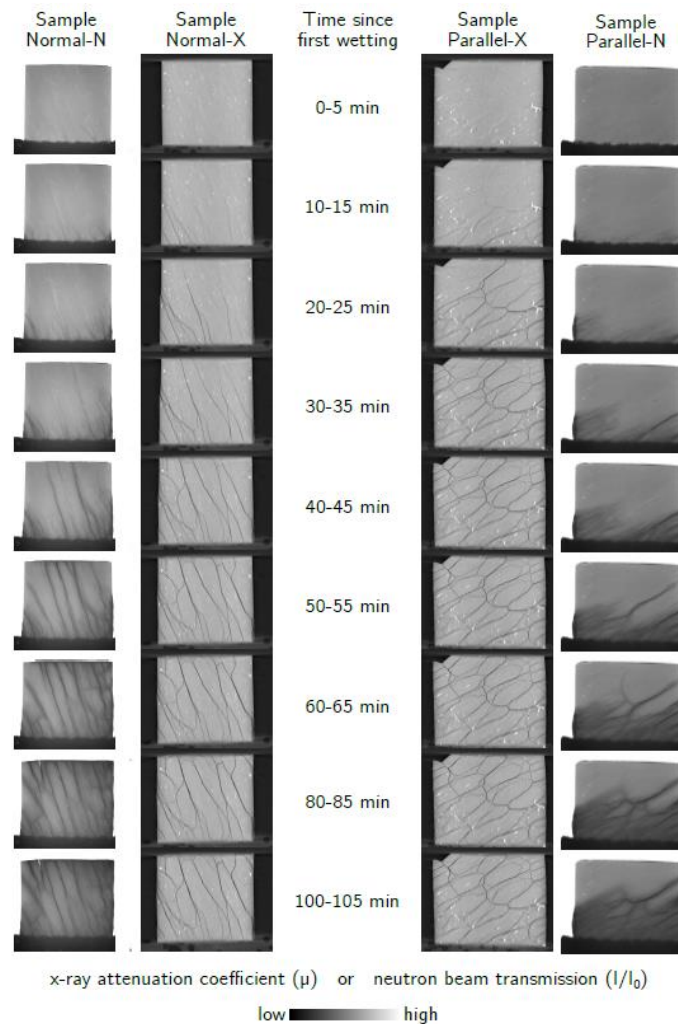 Sample Normal-N
Sample Normal-X
Time since first wetting
Sample Parallel-X
Sample Parallel-N
0-5 min
10-15 min
20-25 min
30-35 min
40-45 min
50-55 min
60-65 min
80-85 min
100-105 min
x-ray attenuation coefficient (μ) or neutron beam transmission (I/I₀)
low high